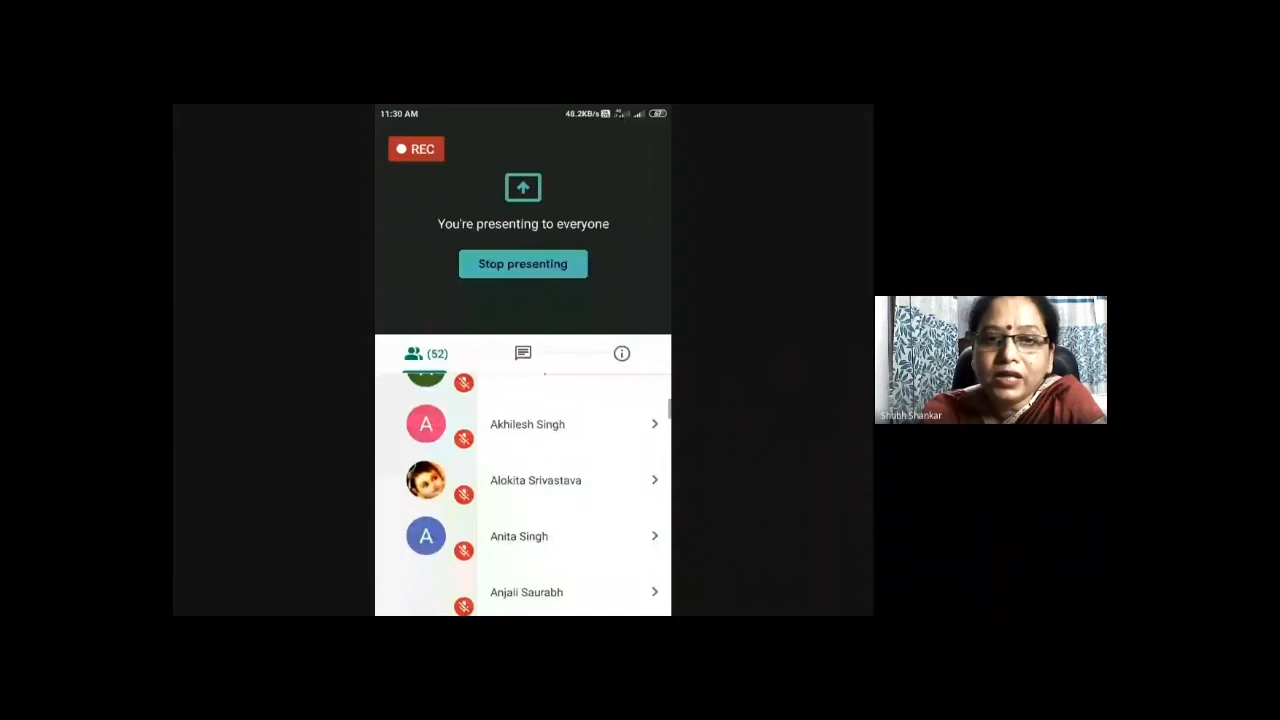 11:30 AM
48.2KB/s
67
REC
You're presenting to everyone
Stop presenting
(52)
A
Akhilesh Singh
Alokita Srivastava
A
Anita Singh
Anjali Saurabh
Shubh Shankar